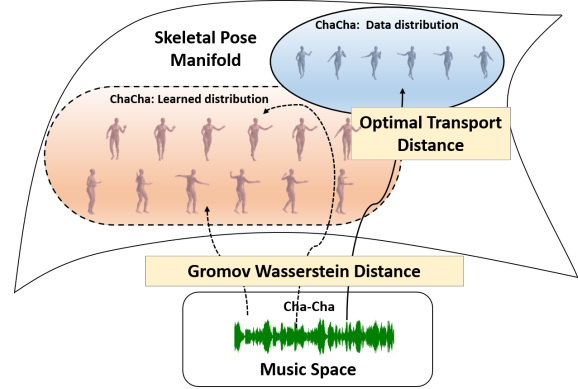 ChaCha: Data distribution
Skeletal Pose
Manifold
ChaCha: Learned distribution
Optimal Transport
Distance
Gromov Wasserstein Distance
Cha-Cha
Music Space